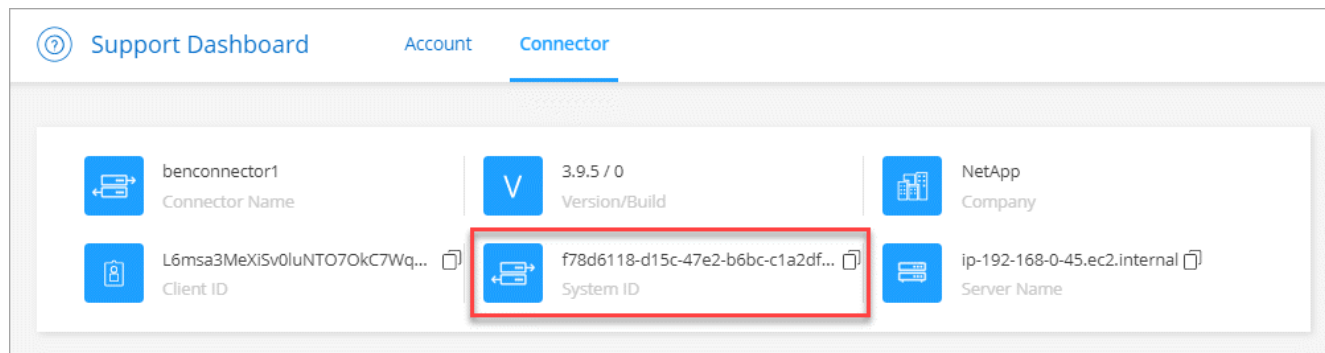 Support Dashboard Account Connector
benconnector1
Connector Name
V
3.9.5 / 0
Version/Build
NetApp
Company
L6msa3MeXiSv0luNTO7OkC7Wq...
Client ID
f78d6118-d15c-47e2-b6bc-c1a2df...
System ID
ip-192-168-0-45.ec2.internal
Server Name